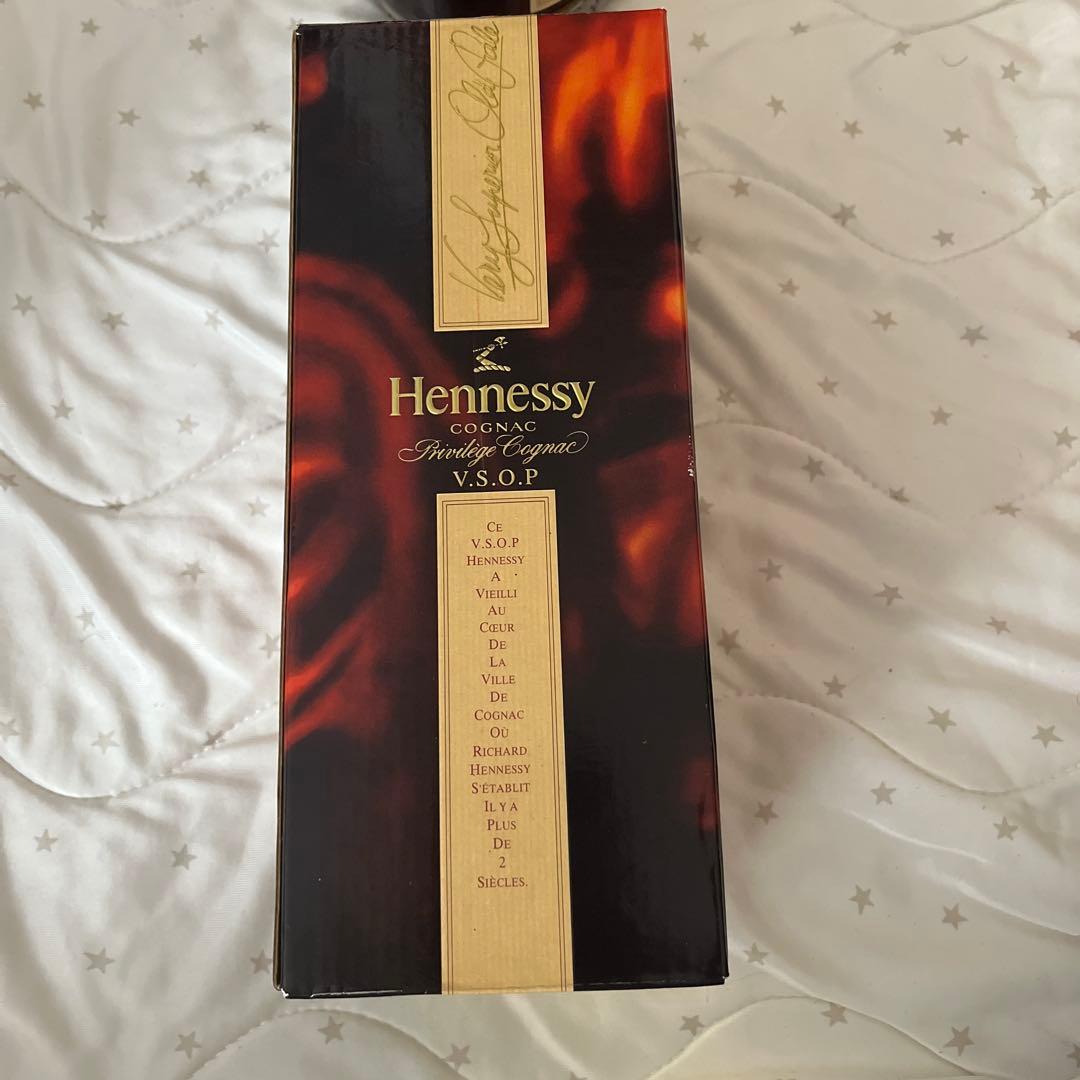 Very Superior Old Pale
Hennessy
COGNAC
Privilège Cognac
V.S.O.P
CE
V.S.O.P
HENNESSY
A
VIEILLI
AU
CŒUR
DE
LA
VILLE
DE
COGNAC
OÙ
RICHARD
HENNESSY
S'ÉTABLIT
IL Y A
PLUS
DE
2
SIÈCLES.